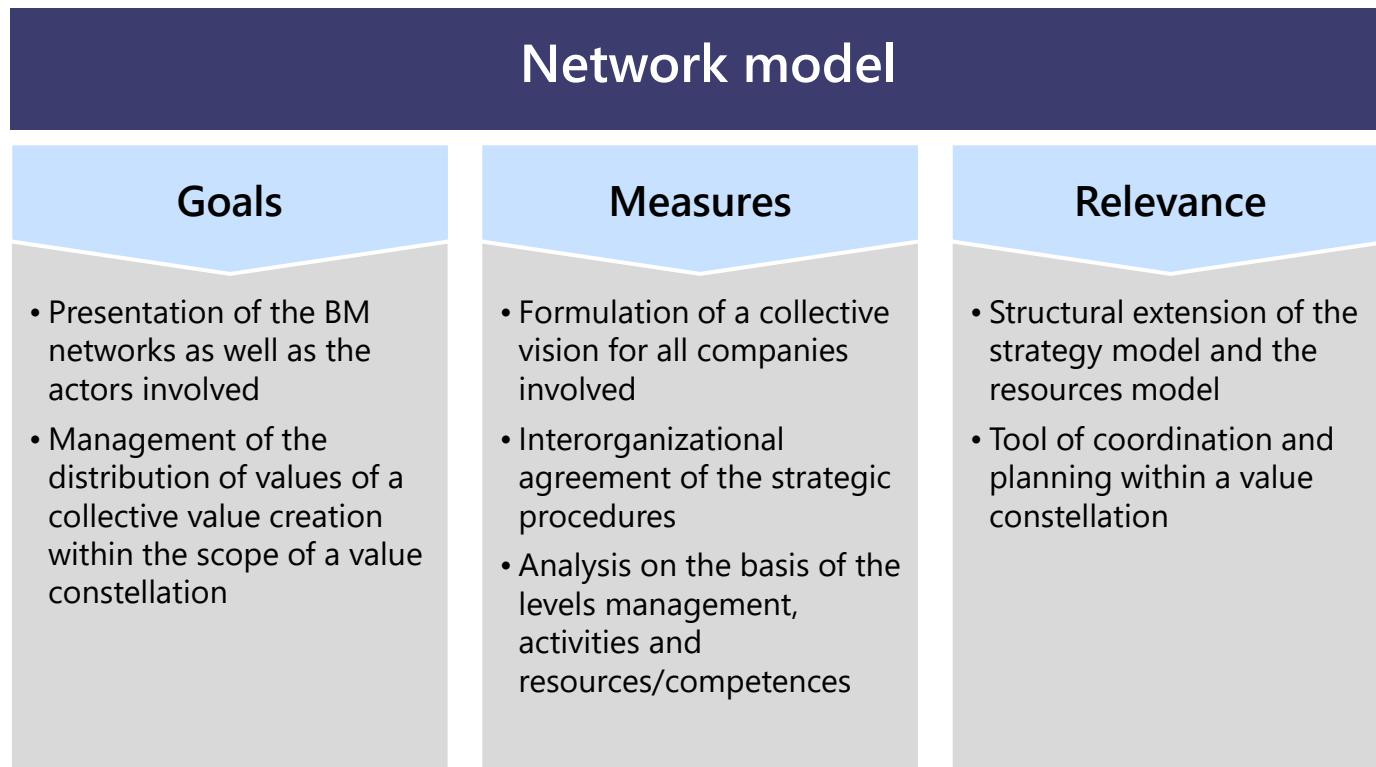 Network model
Goals
• Presentation of the BM
networks as well as the
actors involved
• Management of the
distribution of values of a
collective value creation
within the scope of a value
constellation
Measures
• Formulation of a collective
vision for all companies
involved
• Interorganizational
agreement of the strategic
procedures
• Analysis on the basis of the
levels management,
activities and
resources/competences
Relevance
• Structural extension of the
strategy model and the
resources model
• Tool of coordination and
planning within a value
constellation